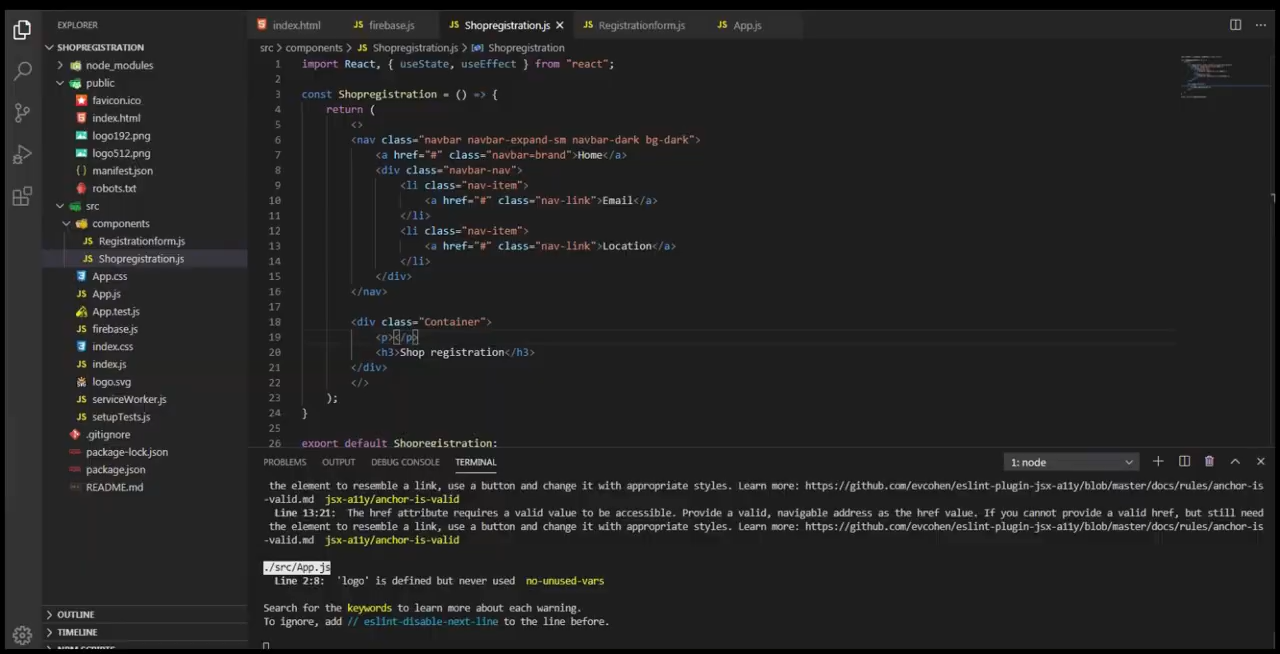 EXPLORER
index.html
JS firebase.js
JS Shopregistration.js
JS Registrationform.js
JS App.js
SHOPREGISTRATION
src > components > JS Shopregistration.js > Shopregistration
node_modules
public
favicon.ico
index.html
logo192.png
logo512.png
manifest.json
robots.txt
src
components
JS Registrationform.js
JS Shopregistration.js
App.css
JS App.js
App.test.js
JS firebase.js
index.css
JS index.js
logo.svg
JS serviceWorker.js
JS setupTests.js
.gitignore
package-lock.json
package.json
README.md
OUTLINE
TIMELINE
1 import React, { useState, useEffect } from "react";
2
3 const Shopregistration = () => {
4 return (
5 <>
6 <nav class="navbar navbar-expand-sm navbar-dark bg-dark">
7 <a href="#" class="navbar=brand">Home</a>
8 <div class="navbar-nav">
9 <li class="nav-item">
10 <a href="#" class="nav-link">Email</a>
11 </li>
12 <li class="nav-item">
13 <a href="#" class="nav-link">Location</a>
14 </li>
15 </div>
16 </nav>
17
18 <div class="Container">
19 <p></p>
20 <h3>Shop registration</h3>
21 </div>
22 </>
23 );
24 }
25
26 export default Shopregistration;
PROBLEMS OUTPUT DEBUG CONSOLE TERMINAL
1: node
the element to resemble a link, use a button and change it with appropriate styles. Learn more: https://github.com/evcohen/eslint-plugin-jsx-a11y/blob/master/docs/rules/anchor-is
-valid.md jsx-a11y/anchor-is-valid
Line 13:21: The href attribute requires a valid value to be accessible. Provide a valid, navigable address as the href value. If you cannot provide a valid href, but still need
the element to resemble a link, use a button and change it with appropriate styles. Learn more: https://github.com/evcohen/eslint-plugin-jsx-a11y/blob/master/docs/rules/anchor-is
-valid.md jsx-a11y/anchor-is-valid
./src/App.js
Line 2:8: 'logo' is defined but never used no-unused-vars
Search for the keywords to learn more about each warning.
To ignore, add // eslint-disable-next-line to the line before.